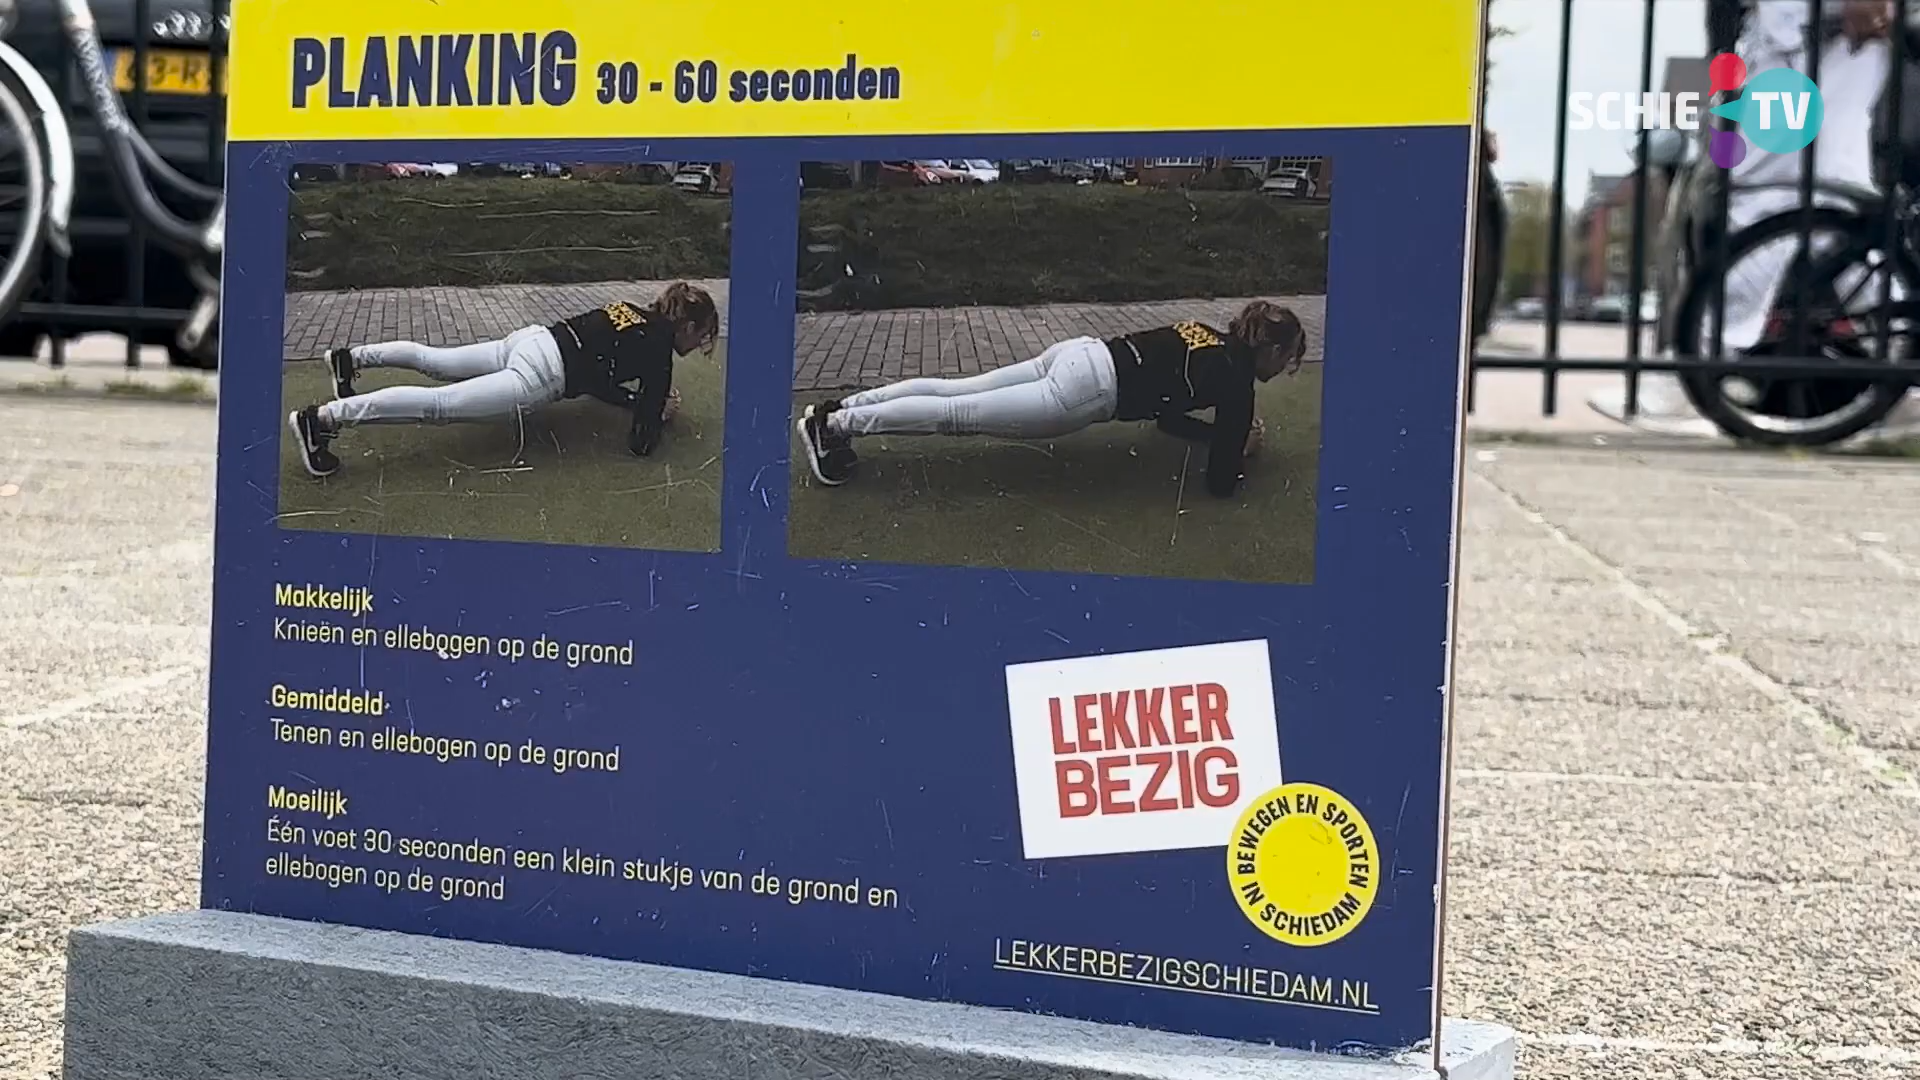 PLANKING 30 - 60 seconden
SCHIE TV
Makkelijk
Knieën en ellebogen op de grond
Gemiddeld
Tenen en ellebogen op de grond
Moeilijk
Één voet 30 seconden een klein stukje van de grond en
ellebogen op de grond
LEKKER
BEZIG
BEWEGEN EN SPORTEN
IN SCHIEDAM
LEKKERBEZIGSCHIEDAM.NL